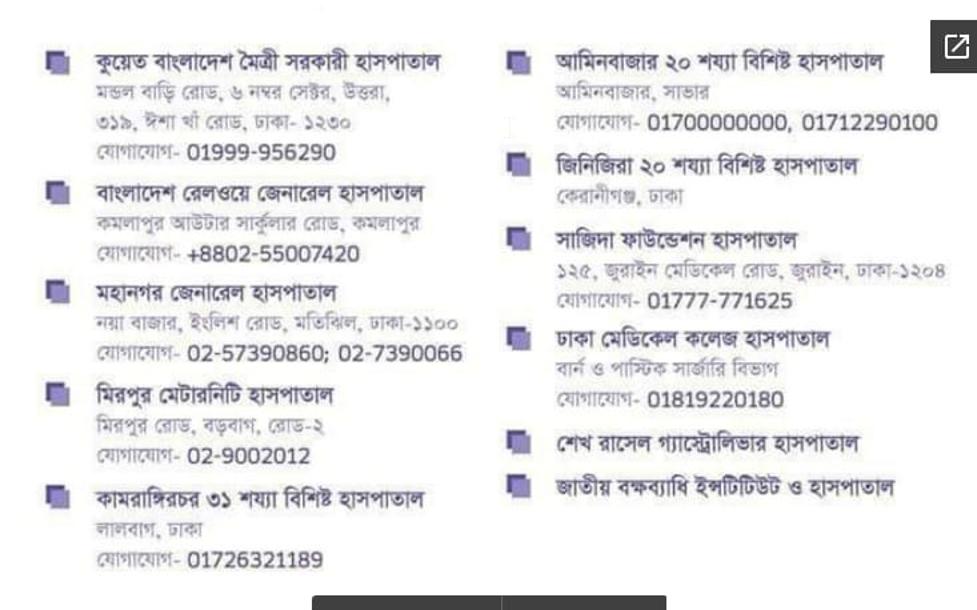 কুয়েত বাংলাদেশ মৈত্রী সরকারী হাসপাতাল
মন্ডল বাড়ি রোড, ৬ নম্বর সেক্টর, উত্তরা,
৩১৯, ঈশা খাঁ রোড, ঢাকা- ১২৩০
যোগাযোগ- 01999-956290
বাংলাদেশ রেলওয়ে জেনারেল হাসপাতাল
কমলাপুর আউটার সার্কুলার রোড, কমলাপুর
যোগাযোগ- +8802-55007420
মহানগর জেনারেল হাসপাতাল
নয়া বাজার, ইংলিশ রোড, মতিঝিল, ঢাকা-১১০০
যোগাযোগ- 02-57390860; 02-7390066
মিরপুর মেটারনিটি হাসপাতাল
মিরপুর রোড, বড়বাগ, রোড-২
যোগাযোগ- 02-9002012
কামরাঙ্গিরচর ৩১ শয্যা বিশিষ্ট হাসপাতাল
লালবাগ, ঢাকা
যোগাযোগ- 01726321189
আমিনবাজার ২০ শয্যা বিশিষ্ট হাসপাতাল
আমিনবাজার, সাভার
যোগাযোগ- 01700000000, 01712290100
জিনিজিরা ২০ শয্যা বিশিষ্ট হাসপাতাল
কেরানীগঞ্জ, ঢাকা
সাজিদা ফাউন্ডেশন হাসপাতাল
১২৫, জুরাইন মেডিকেল রোড, জুরাইন, ঢাকা-১২০৪
যোগাযোগ- 01777-771625
ঢাকা মেডিকেল কলেজ হাসপাতাল
বার্ন ও পাস্টিক সার্জারি বিভাগ
যোগাযোগ- 01819220180
শেখ রাসেল গ্যাস্ট্রোলিভার হাসপাতাল
জাতীয় বক্ষব্যাধি ইন্সটিটিউট ও হাসপাতাল